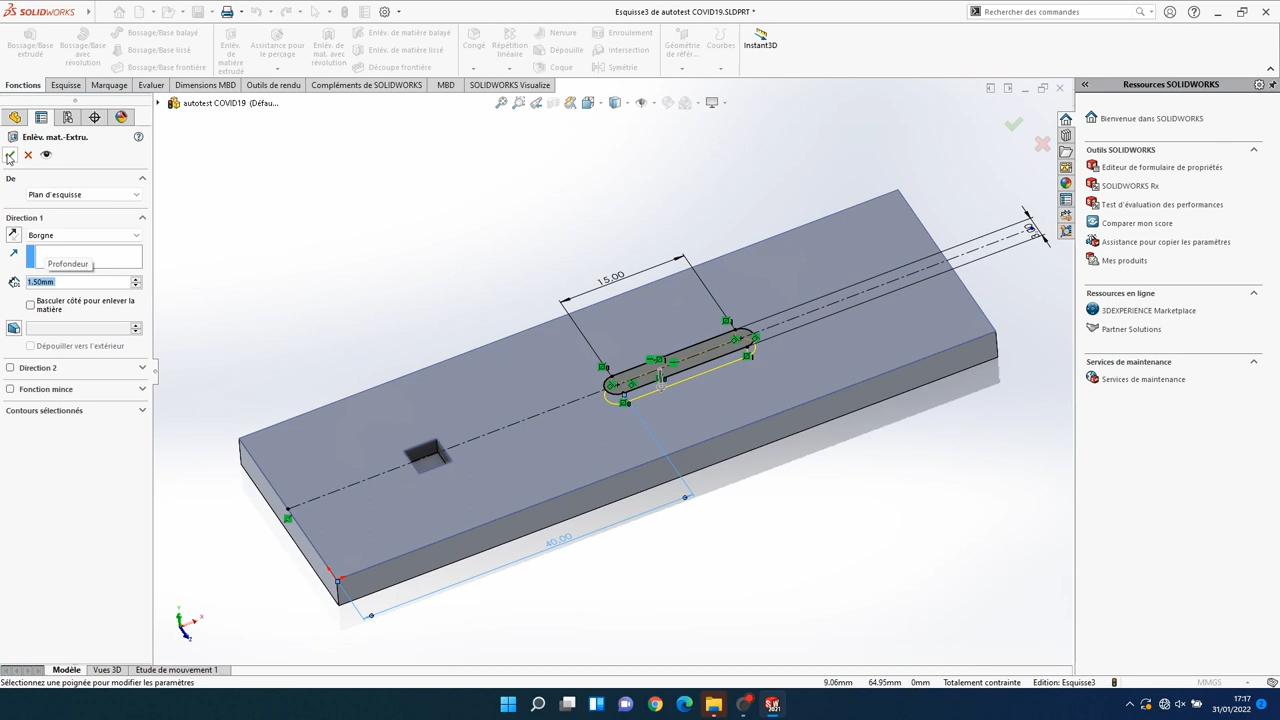 SOLIDWORKS
Esquisse3 de autotest COVID19.SLDPRT *
Rechercher des commandes
Bossage/Base extrudé
Bossage/Base avec révolution
Bossage/Base balayé
Bossage/Base lissé
Bossage/Base frontière
Enlèv. de matière extrudé
Assistance pour le perçage
Enlèv. de mat. avec révolution
Enlèv. de matière balayé
Enlèv. de matière lissé
Découpe frontière
Congé
Répétition linéaire
Nervure
Dépouille
Coque
Enroulement
Intersection
Symétrie
Géométrie de référ...
Courbes
Instant3D
Fonctions
Esquisse
Marquage
Evaluer
Dimensions MBD
Outils de rendu
Compléments de SOLIDWORKS
MBD
SOLIDWORKS Visualize
autotest COVID19 (Défau...
Enlèv. mat.-Extru.
De
Plan d'esquisse
Direction 1
Borgne
Profondeur
1.50mm
Basculer côté pour enlever la matière
Dépouiller vers l'extérieur
Direction 2
Fonction mince
Contours sélectionnés
15.00
40.00
Ressources SOLIDWORKS
Bienvenue dans SOLIDWORKS
Outils SOLIDWORKS
Editeur de formulaire de propriétés
SOLIDWORKS Rx
Test d'évaluation des performances
Comparer mon score
Assistance pour copier les paramètres
Mes produits
Ressources en ligne
3DEXPERIENCE Marketplace
Partner Solutions
Services de maintenance
Services de maintenance
Modèle
Vues 3D
Etude de mouvement 1
Sélectionnez une poignée pour modifier les paramètres
9.06mm
64.95mm
0mm
Totalement contrainte
Edition: Esquisse3
MMGS
17:17
31/01/2022